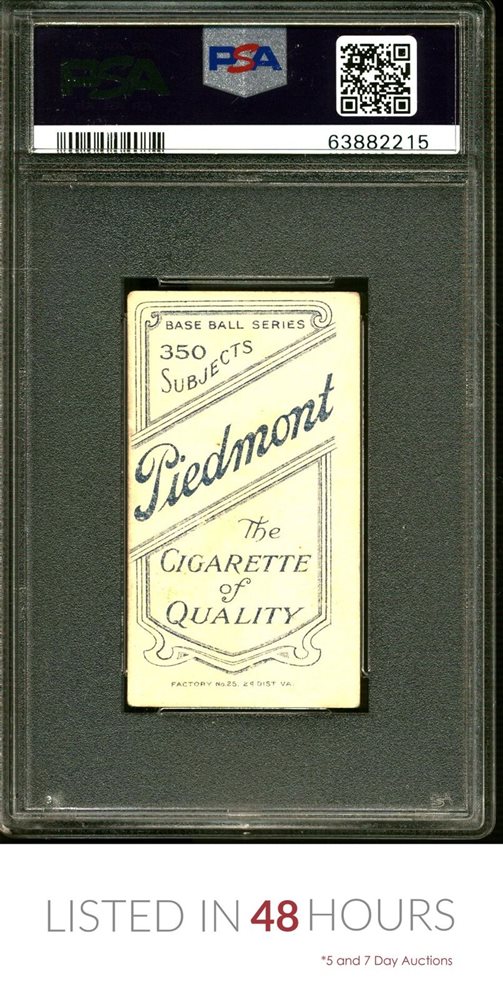 PSA
PSA
63882215
BASE BALL SERIES
350
SUBJECTS
Piedmont
The
CIGARETTE
of
QUALITY
FACTORY No.25, 2ND DIST VA.
LISTED IN 48 HOURS
*5 and 7 Day Auctions